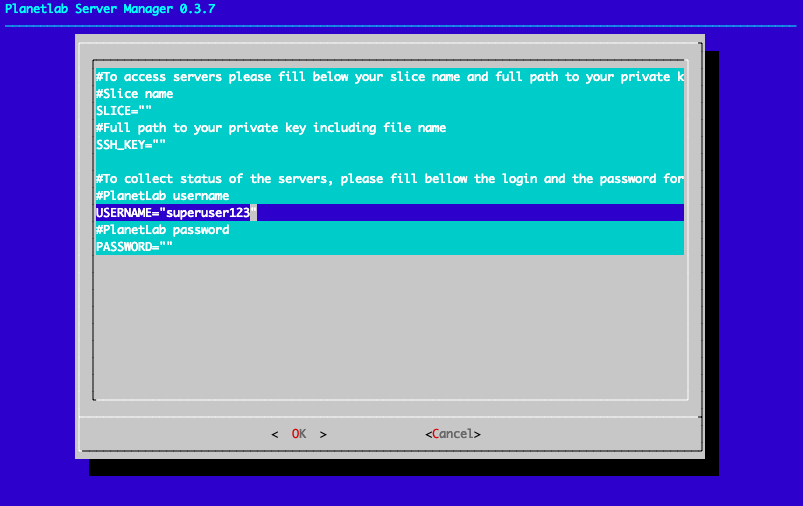 Planetlab Server Manager 0.3.7
#To access servers please fill below your slice name and full path to your private k
#Slice name
SLICE=""
#Full path to your private key including file name
SSH_KEY=""
#To collect status of the servers, please fill bellow the login and the password for
#PlanetLab username
USERNAME="superuser123"
#PlanetLab password
PASSWORD=""
< OK > <Cancel>